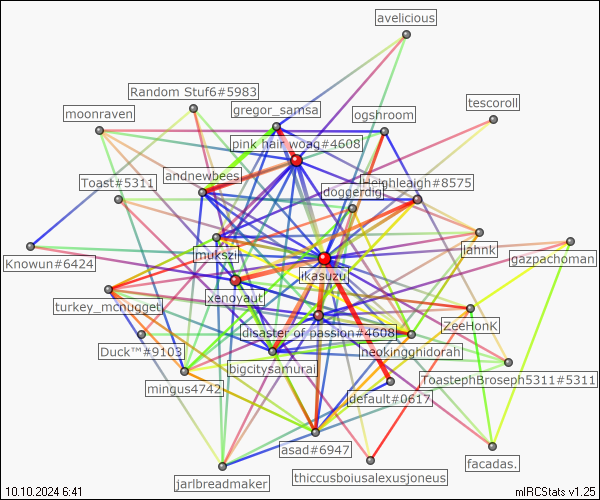 avelicious
Random Stuf6#5983
tescoroll
moonraven
gregor_samsa
ogshroom
pink hair woag#4608
andnewbees
Toast#5311
doggerdig
Heighleaigh#8575
mukszii
lahnk
Knowun#6424
gazpachoman
ikasuzu
xenoyaut
turkey_mcnugget
disaster of passion#4608
ZeeHonK
Duck™#9103
neokingghidorah
bigcitysamurai
mingus4742
ToastephBroseph5311#5311
default#0617
asad#6947
facadas.
jarlbreadmaker
thiccusboiusalexusjoneus
10.10.2024 6:41
mIRCStats v1.25